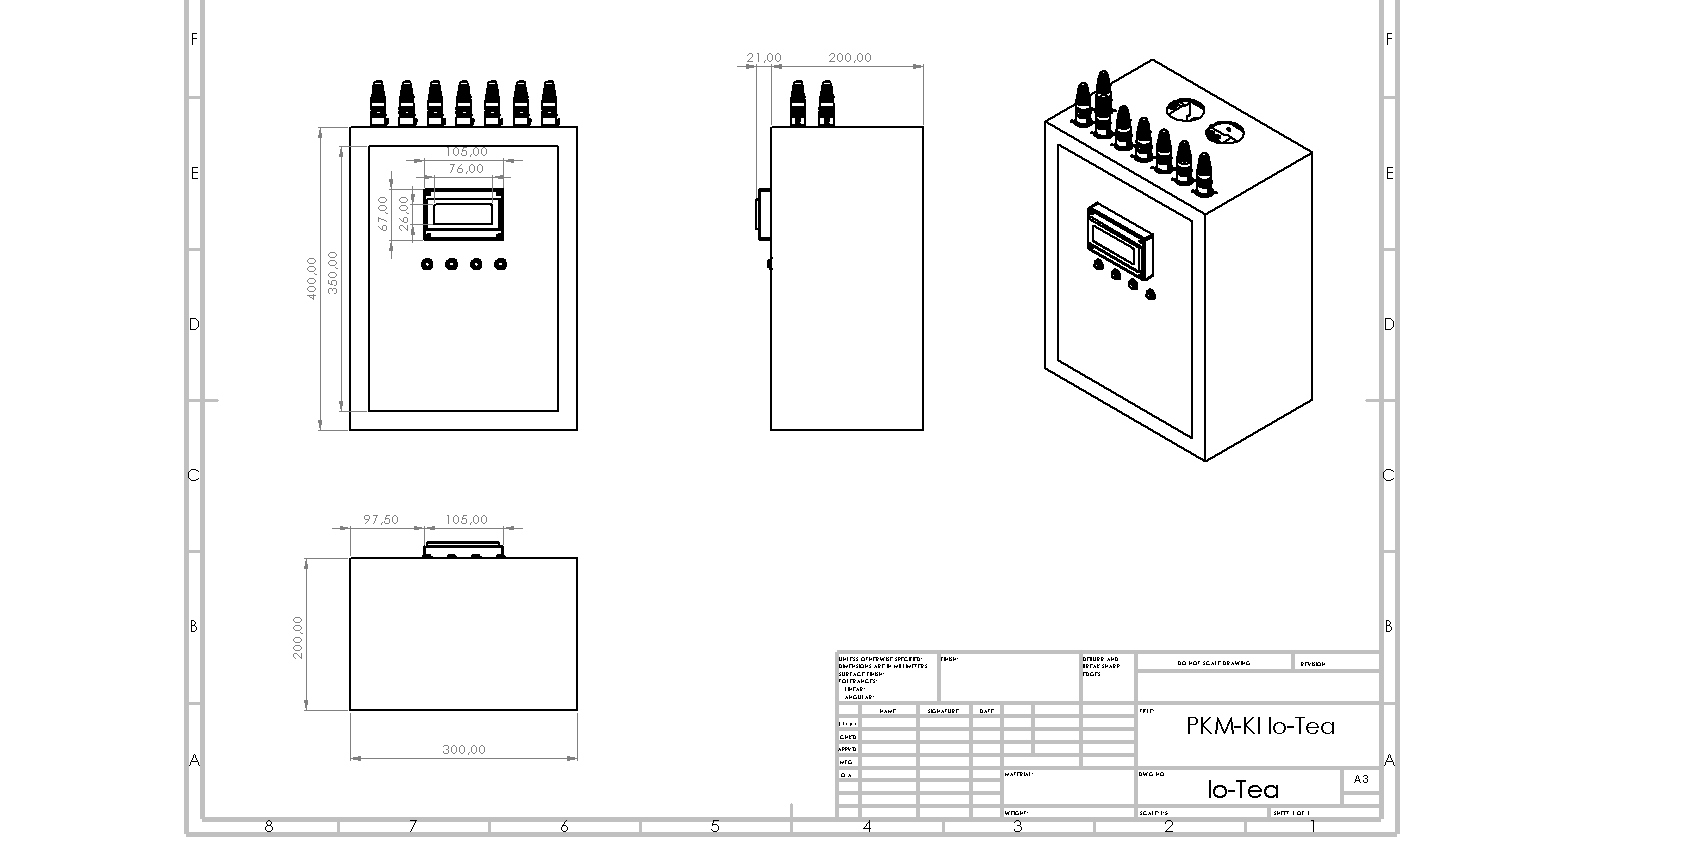 F
F
21,00
200,00
E
E
105,00
76,00
67,00
26,00
400,00
350,00
D
D
C
C
97,50
105,00
200,00
300,00
B
B
UNLESS OTHERWISE SPECIFIED:
DIMENSIONS ARE IN MILLIMETERS
SURFACE FINISH:
TOLERANCES:
LINEAR:
ANGULAR:
FINISH:
DEBURR AND
BREAK SHARP
EDGES
DO NOT SCALE DRAWING
REVISION
NAME
SIGNATURE
DATE
CHK'D
APPV'D
MFG
Q.A
TITLE:
PKM-KI Io-Tea
MATERIAL:
DWG NO.
Io-Tea
A3
WEIGHT:
SHEET 1 OF 1
A
A
8
7
6
5
4
3
2
1